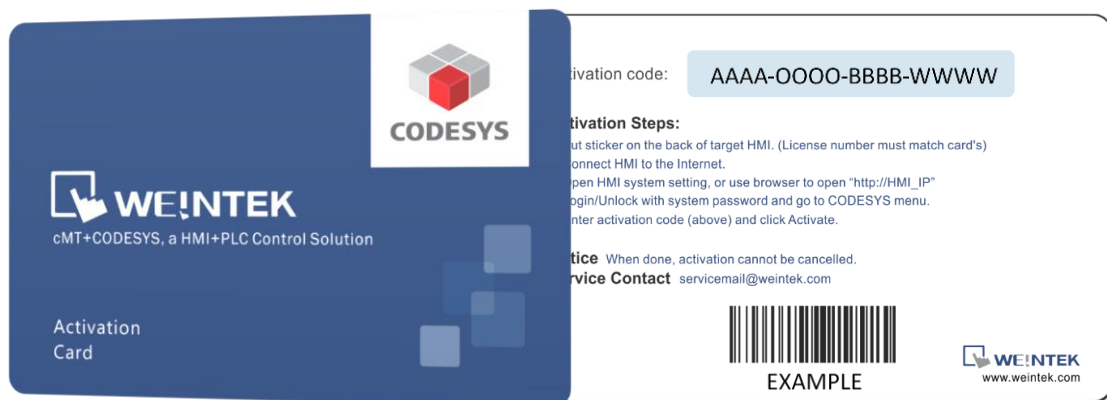 CODESYS
WE!NTEK
cMT+CODESYS, a HMI+PLC Control Solution
Activation
Card
tivation code:
AAAA-OOOO-BBBB-WWWW
tivation Steps:
ut sticker on the back of target HMI. (License number must match card's)
onnect HMI to the Internet.
pen HMI system setting, or use browser to open “http://HMI_IP”
ogin/Unlock with system password and go to CODESYS menu.
nter activation code (above) and click Activate.
tice When done, activation cannot be cancelled.
rvice Contact servicemail@weintek.com
EXAMPLE
WE!NTEK
www.weintek.com